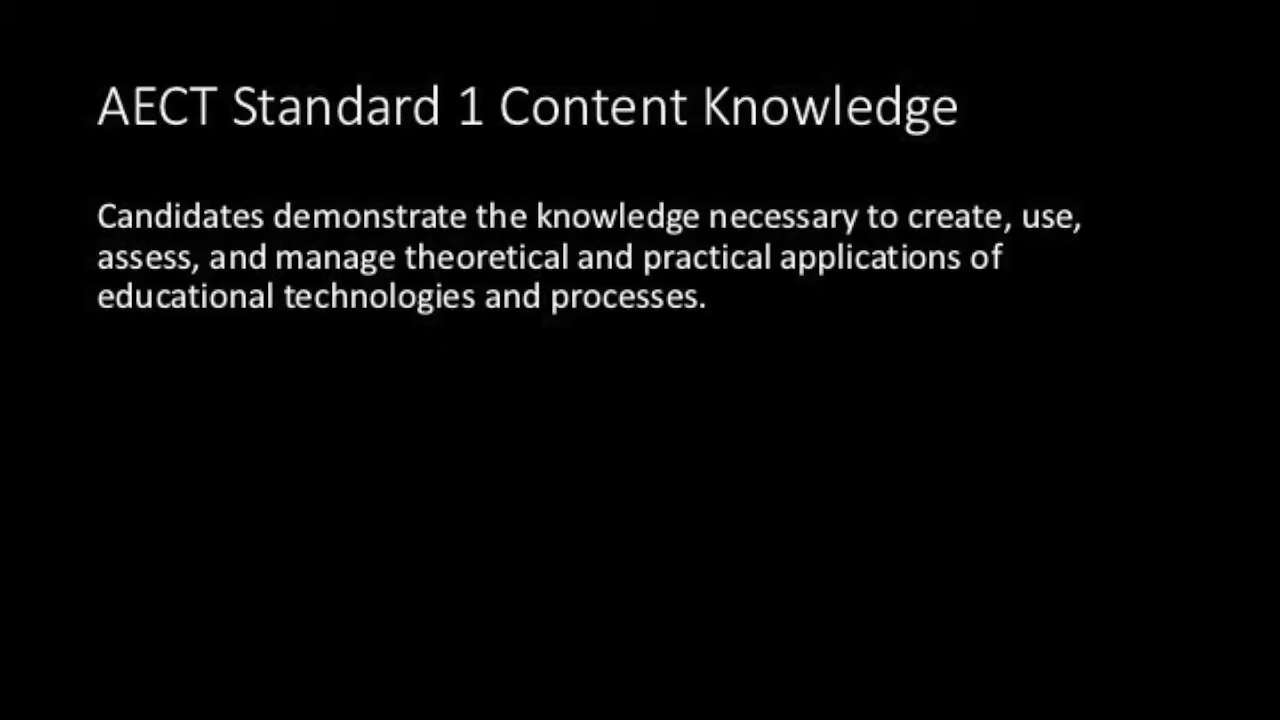 AECT Standard 1 Content Knowledge
Candidates demonstrate the knowledge necessary to create, use,
assess, and manage theoretical and practical applications of
educational technologies and processes.